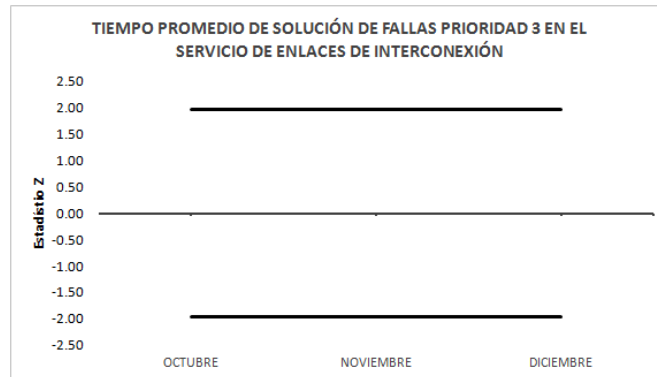 TIEMPO PROMEDIO DE SOLUCIÓN DE FALLAS PRIORIDAD 3 EN EL
SERVICIO DE ENLACES DE INTERCONEXIÓN
Estadistio Z
2.50
2.00
1.50
1.00
0.50
0.00
-0.50
-1.00
-1.50
-2.00
-2.50
OCTUBRE NOVIEMBRE DICIEMBRE